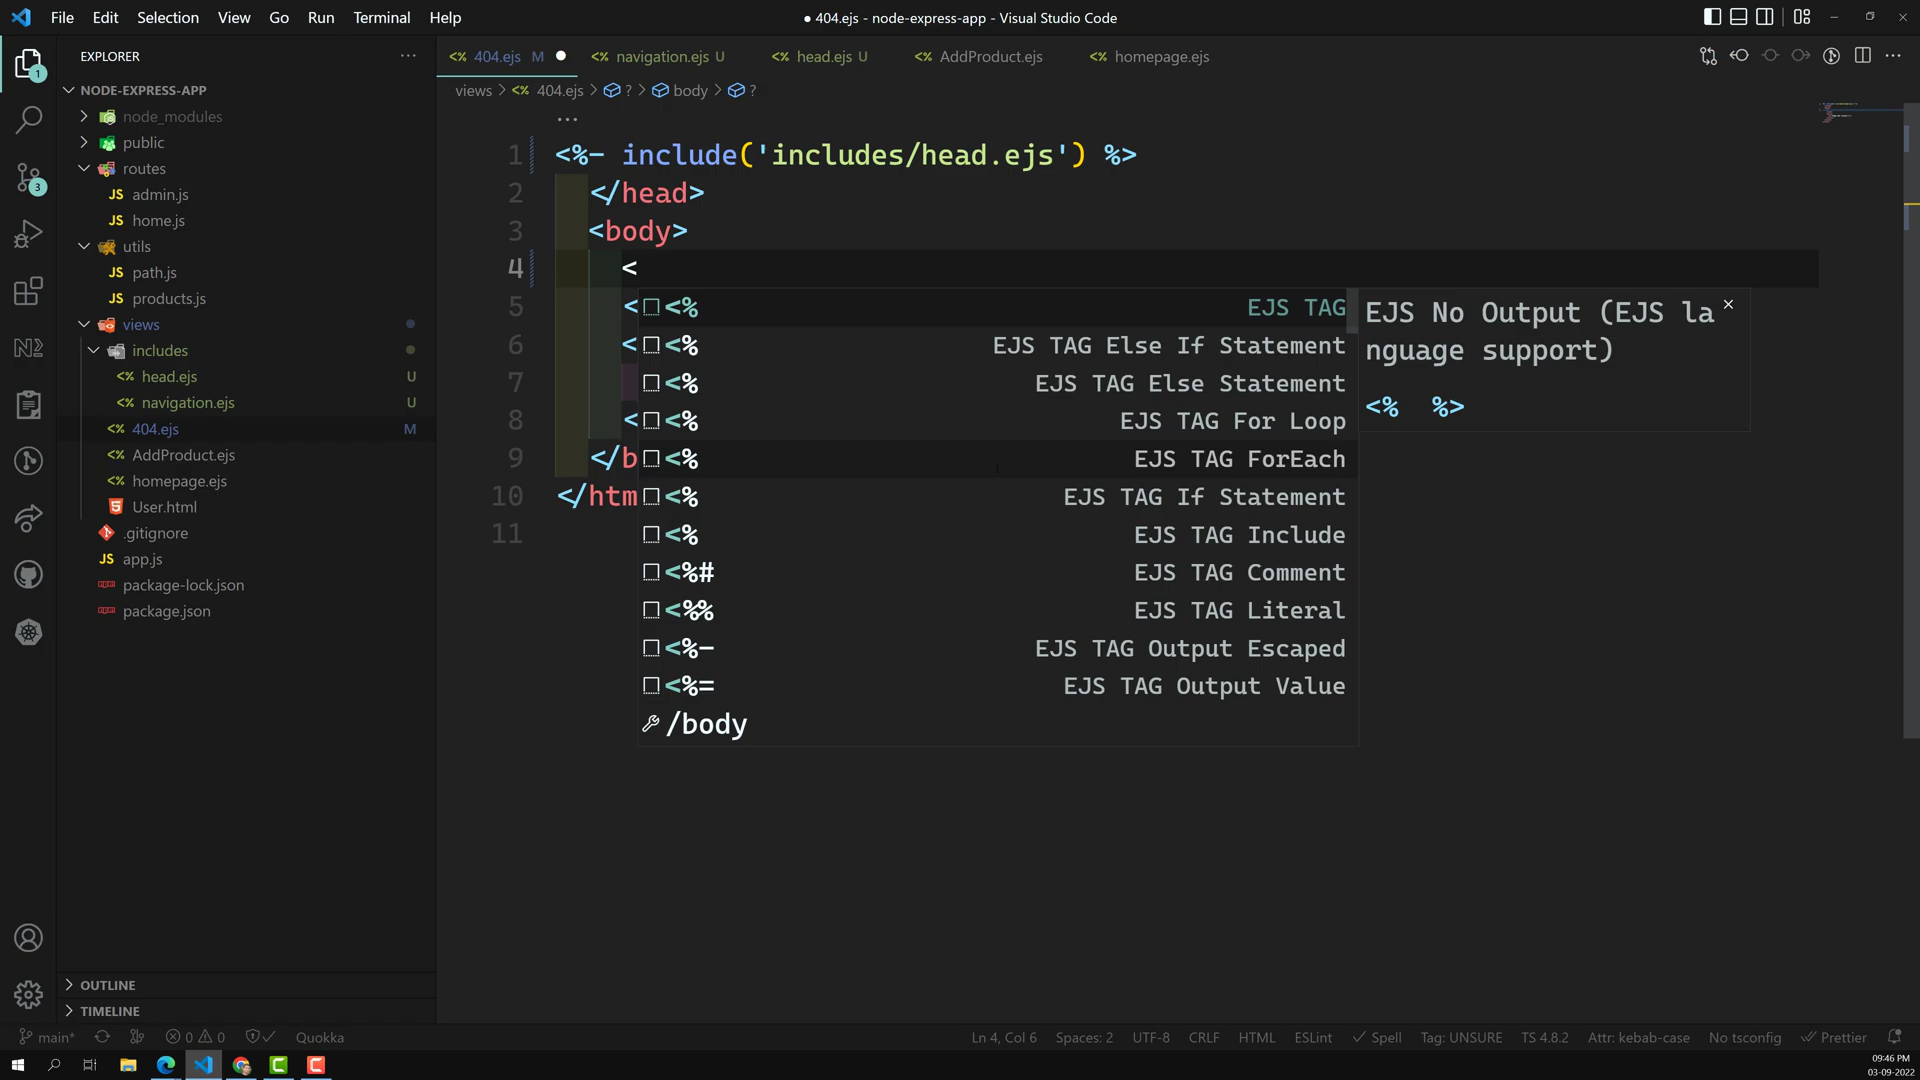 File Edit Selection View Go Run Terminal Help
● 404.ejs - node-express-app - Visual Studio Code
EXPLORER
NODE-EXPRESS-APP
node_modules
public
routes
JS admin.js
JS home.js
utils
JS path.js
JS products.js
views
includes
<% head.ejs U
<% navigation.ejs U
<% 404.ejs M
<% AddProduct.ejs
<% homepage.ejs
User.html
.gitignore
JS app.js
package-lock.json
package.json
OUTLINE
TIMELINE
1
3
<% 404.ejs M ● <% navigation.ejs U <% head.ejs U <% AddProduct.ejs <% homepage.ejs
views > <% 404.ejs > ? > body > ?
...
1 <%- include('includes/head.ejs') %>
2 </head>
3 <body>
4 <
5 <
6 <
7
8 <
9 </b
10 </htm
11
<% EJS TAG
<% EJS TAG Else If Statement
<% EJS TAG Else Statement
<% EJS TAG For Loop
<% EJS TAG ForEach
<% EJS TAG If Statement
<% EJS TAG Include
<%# EJS TAG Comment
<%% EJS TAG Literal
<%- EJS TAG Output Escaped
<%= EJS TAG Output Value
/body
EJS No Output (EJS la
nguage support)
<% %>
main* 0 0 Quokka Ln 4, Col 6 Spaces: 2 UTF-8 CRLF HTML ESLint Spell Tag: UNSURE TS 4.8.2 Attr: kebab-case No tsconfig Prettier
09:46 PM
03-09-2022